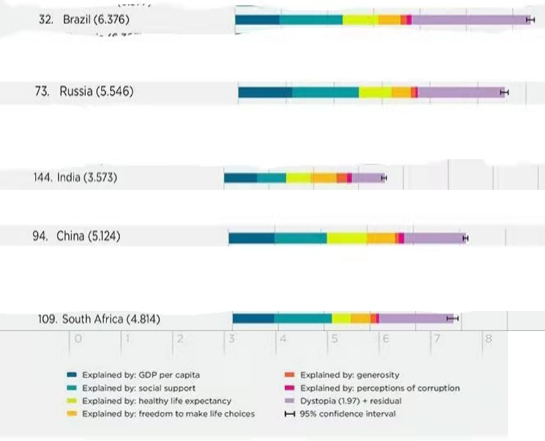 32. Brazil (6.376)
73. Russia (5.546)
144. India (3.573)
94. China (5.124)
109. South Africa (4.814)
0 1 2 3 4 5 6 7 8
Explained by: GDP per capita
Explained by: social support
Explained by: healthy life expectancy
Explained by: freedom to make life choices
Explained by: generosity
Explained by: perceptions of corruption
Dystopia (1.97) + residual
95% confidence interval